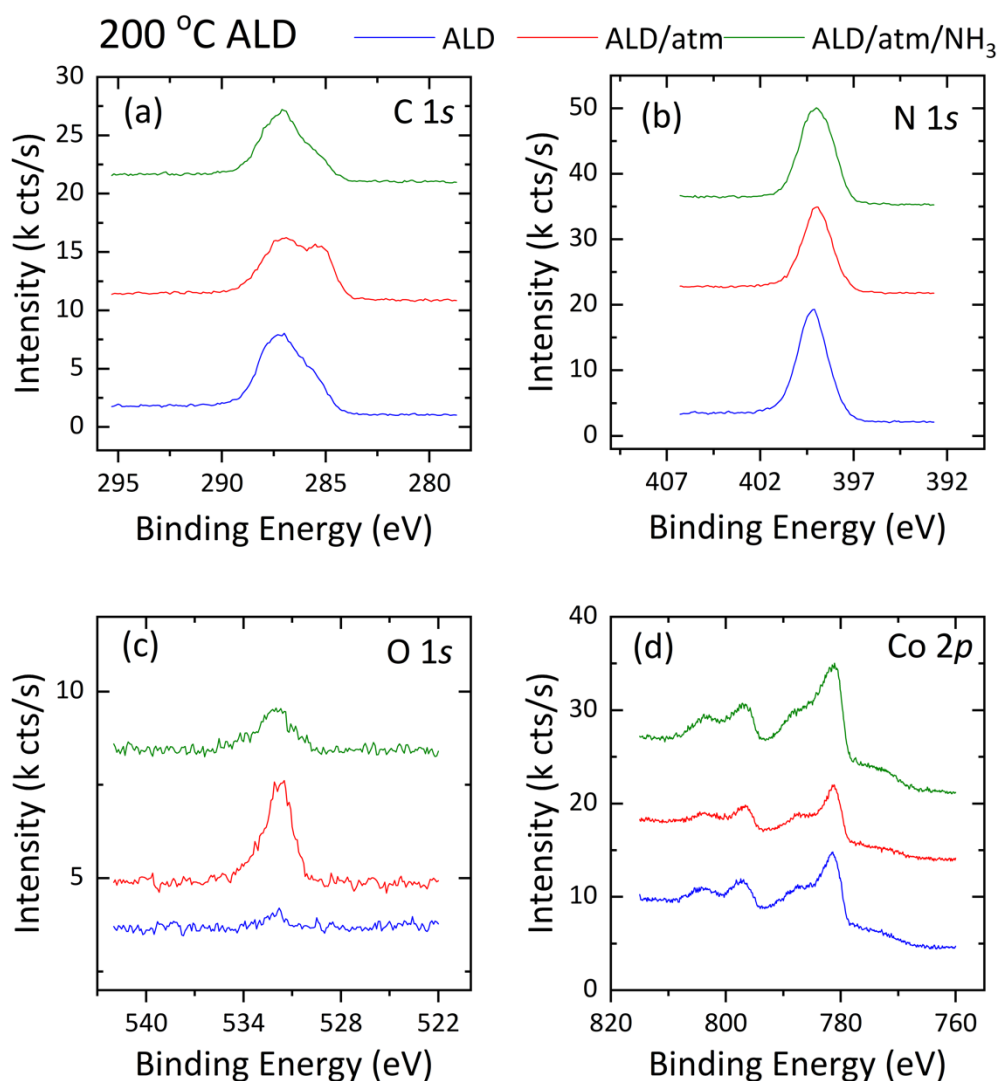 200 °C ALD ALD ALD/atm ALD/atm/NH₃
(a) C 1s
Intensity (k cts/s)
30
25
20
15
10
5
0
295 290 285 280
Binding Energy (eV)
(b) N 1s
Intensity (k cts/s)
50
40
30
20
10
0
407 402 397 392
Binding Energy (eV)
(c) O 1s
Intensity (k cts/s)
10
5
540 534 528 522
Binding Energy (eV)
(d) Co 2p
Intensity (k cts/s)
40
30
20
10
0
820 800 780 760
Binding Energy (eV)